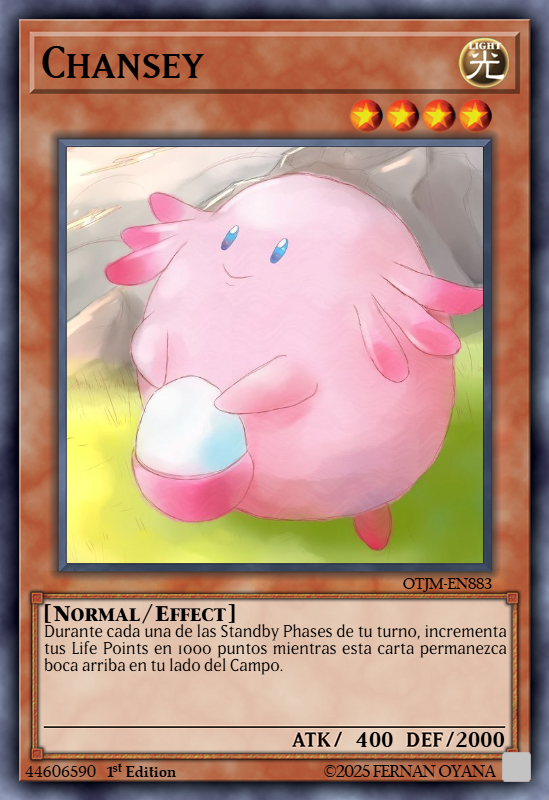 Chansey
LIGHT
光
OTJM-EN883
[Normal/Effect]
Durante cada una de las Standby Phases de tu turno, incrementa
tus Life Points en 1000 puntos mientras esta carta permanezca
boca arriba en tu lado del Campo.
ATK/ 400 DEF/2000
44606590 1st Edition ©2025 FERNAN OYANA